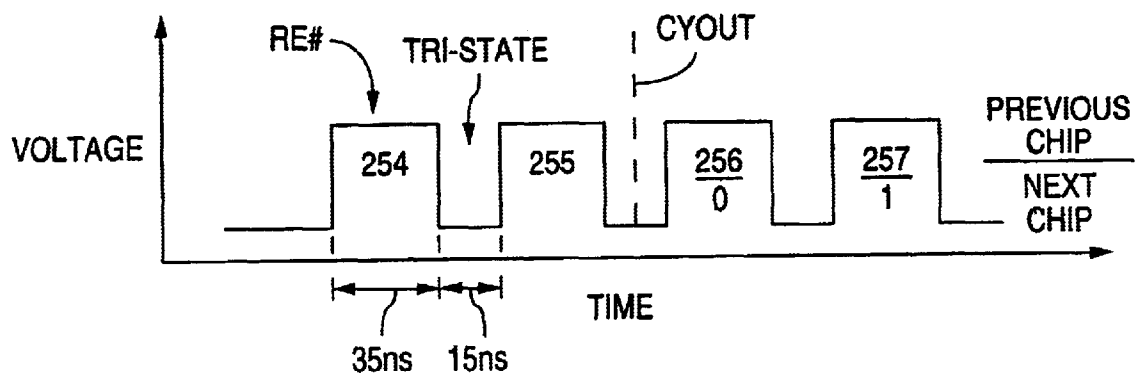 RE#
TRI-STATE
CYOUT
VOLTAGE
254
255
256
0
257
1
PREVIOUS
CHIP
NEXT
CHIP
TIME
35ns
15ns